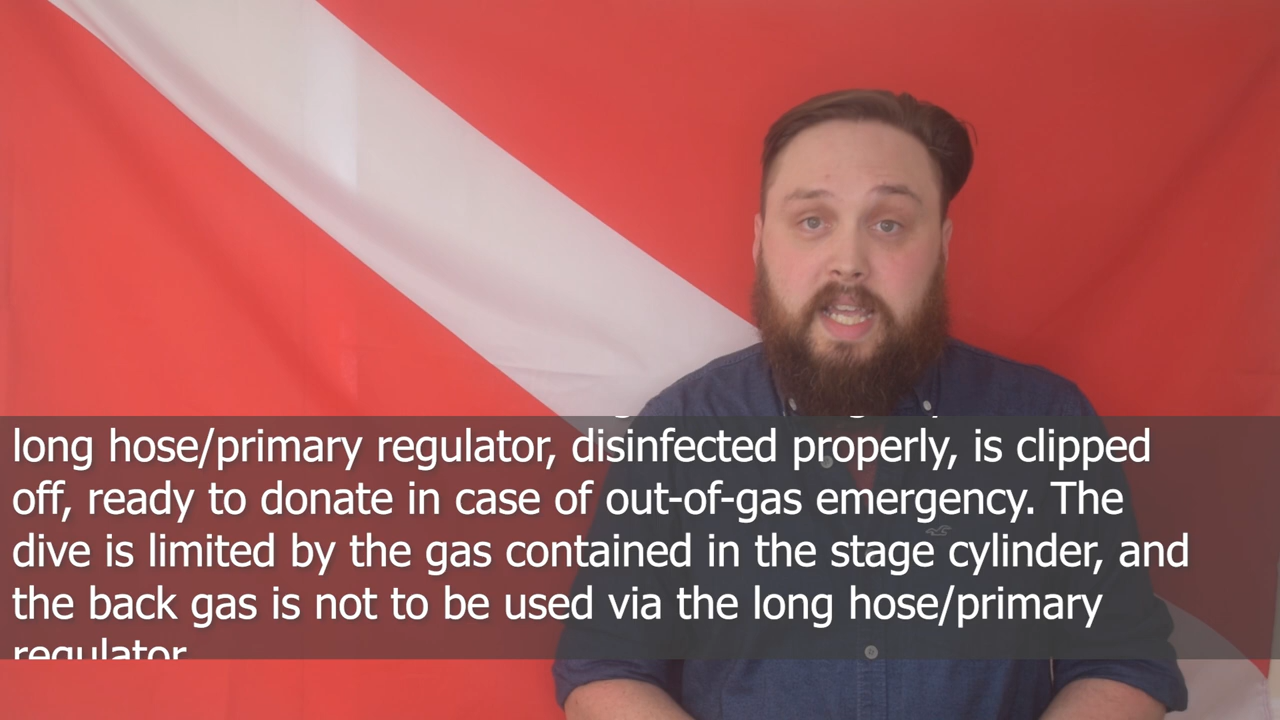 long hose/primary regulator, disinfected properly, is clipped
off, ready to donate in case of out-of-gas emergency. The
dive is limited by the gas contained in the stage cylinder, and
the back gas is not to be used via the long hose/primary
regulator